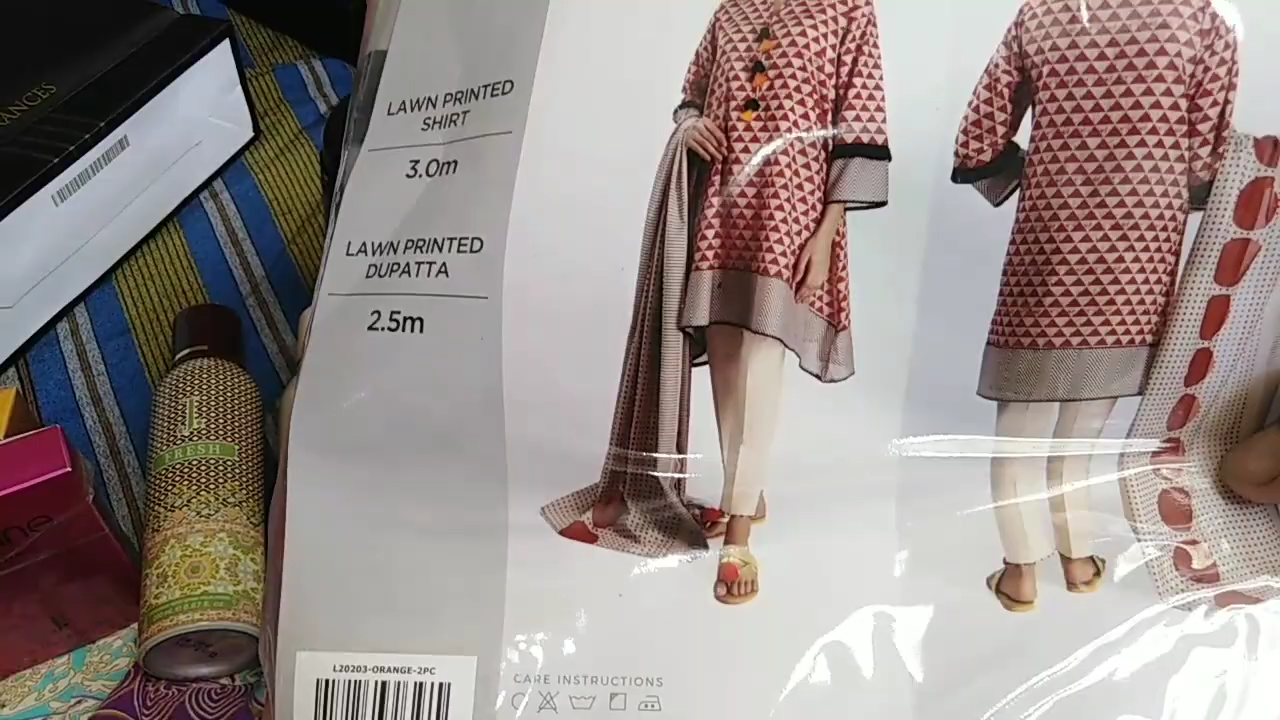 LAWN PRINTED
SHIRT
3.0m
LAWN PRINTED
DUPATTA
2.5m
FRESH
L20203-ORANGE-2PC
CARE INSTRUCTIONS